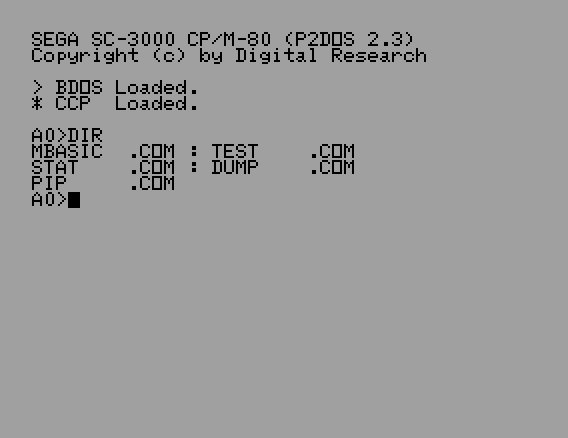 SEGA SC-3000 CP/M-80 (P2DOS 2.3)
Copyright (c) by Digital Research
> BDOS Loaded.
* CCP  Loaded.
A0>DIR
MBASIC   .COM : TEST     .COM
STAT     .COM : DUMP     .COM
PIP      .COM
A0>